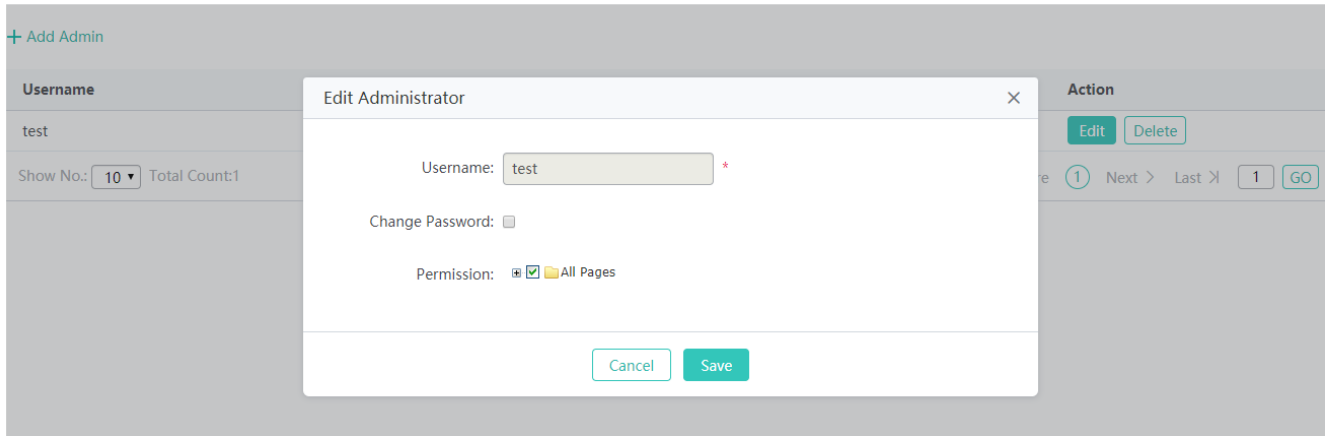 + Add Admin
Username Action
Edit Administrator ×
test Edit Delete
Username: test *
Show No.: 10 Total Count:1 re 1 Next > Last 1 GO
Change Password:
Permission: All Pages
Cancel Save